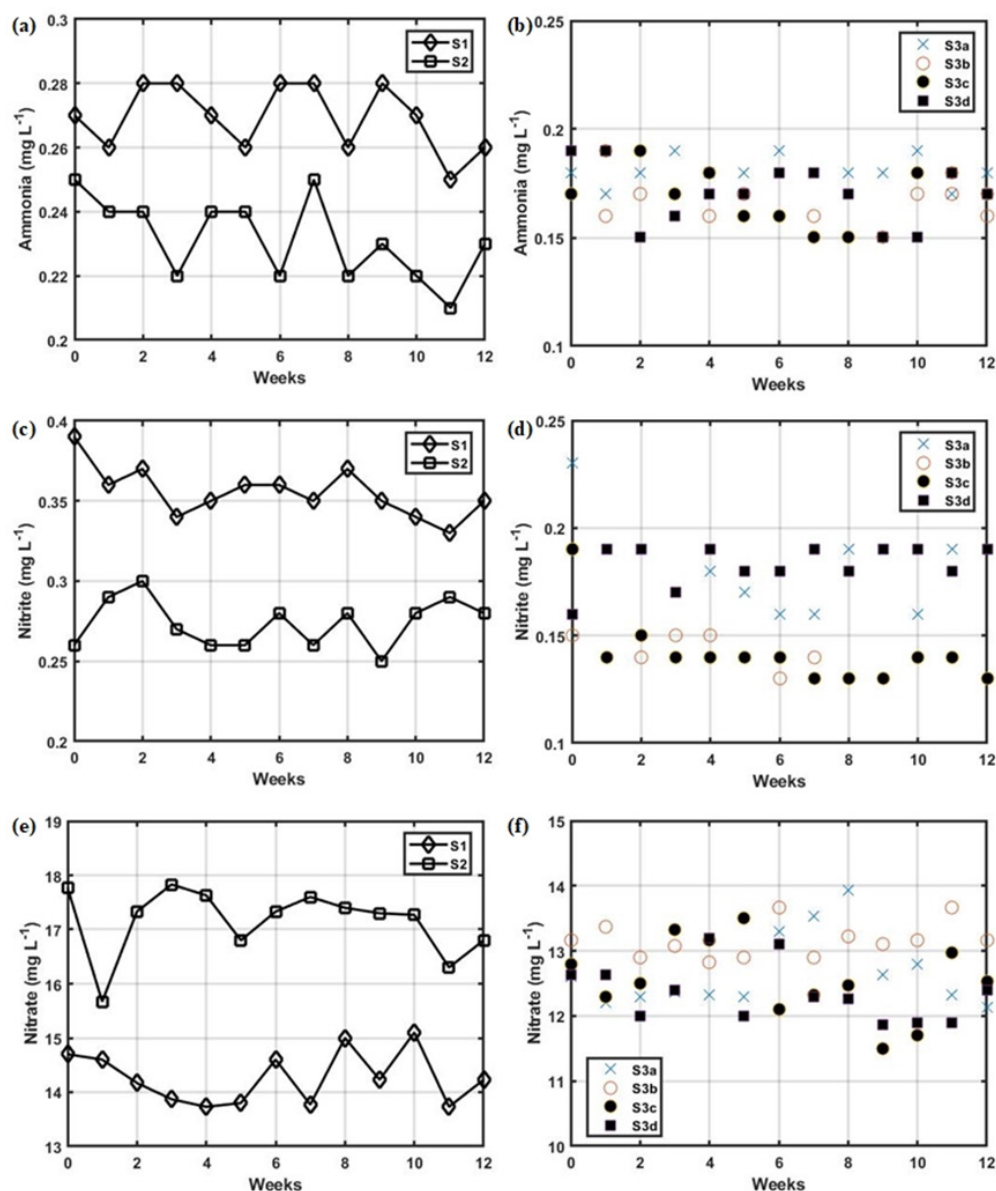 (a)
0.3
0.28
0.26
0.24
0.22
0.2
Ammonia (mg L-1)
S1
S2
0 2 4 6 8 10 12
Weeks
(b)
0.25
0.2
0.15
0.1
Ammonia (mg L-1)
S3a
S3b
S3c
S3d
0 2 4 6 8 10 12
Weeks
(c)
0.4
0.35
0.3
0.25
0.2
Nitrite (mg L-1)
S1
S2
0 2 4 6 8 10 12
Weeks
(d)
0.25
0.2
0.15
0.1
Nitrite (mg L-1)
S3a
S3b
S3c
S3d
0 2 4 6 8 10 12
Weeks
(e)
19
18
17
16
15
14
13
Nitrate (mg L-1)
S1
S2
0 2 4 6 8 10 12
Weeks
(f)
15
14
13
12
11
10
Nitrate (mg L-1)
S3a
S3b
S3c
S3d
0 2 4 6 8 10 12
Weeks